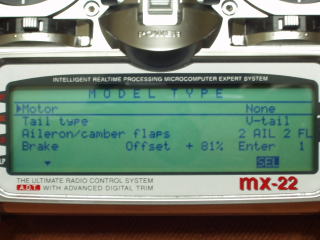 POWER
INTELLIGENT REALTIME PROCESSING MICROCOMPUTER EXPERT SYSTEM
MODEL TYPE
Motor None
Tail type V-tail
Aileron/camber flaps 2 AIL 2 FL
Brake Offset + 81% Enter 1
SEL
THE ULTIMATE RADIO CONTROL SYSTEM
A.D.T. WITH ADVANCED DIGITAL TRIM
mx-22